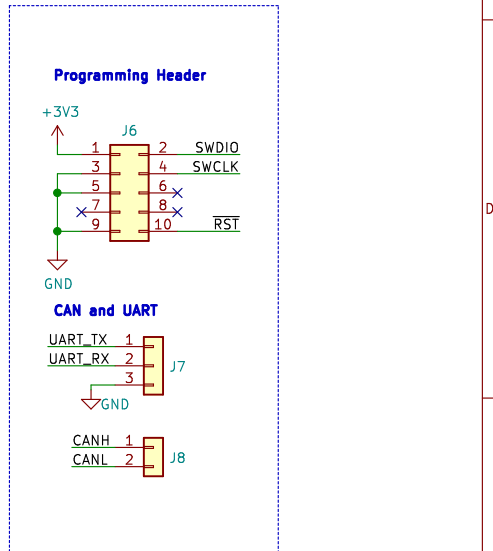 Programming Header
+3V3
J6
1 2 SWDIO
3 4 SWCLK
5 6
7 8
9 10 RST
GND
CAN and UART
UART_TX 1
UART_RX 2
J7
3
GND
CANH 1
J8
CANL 2
D